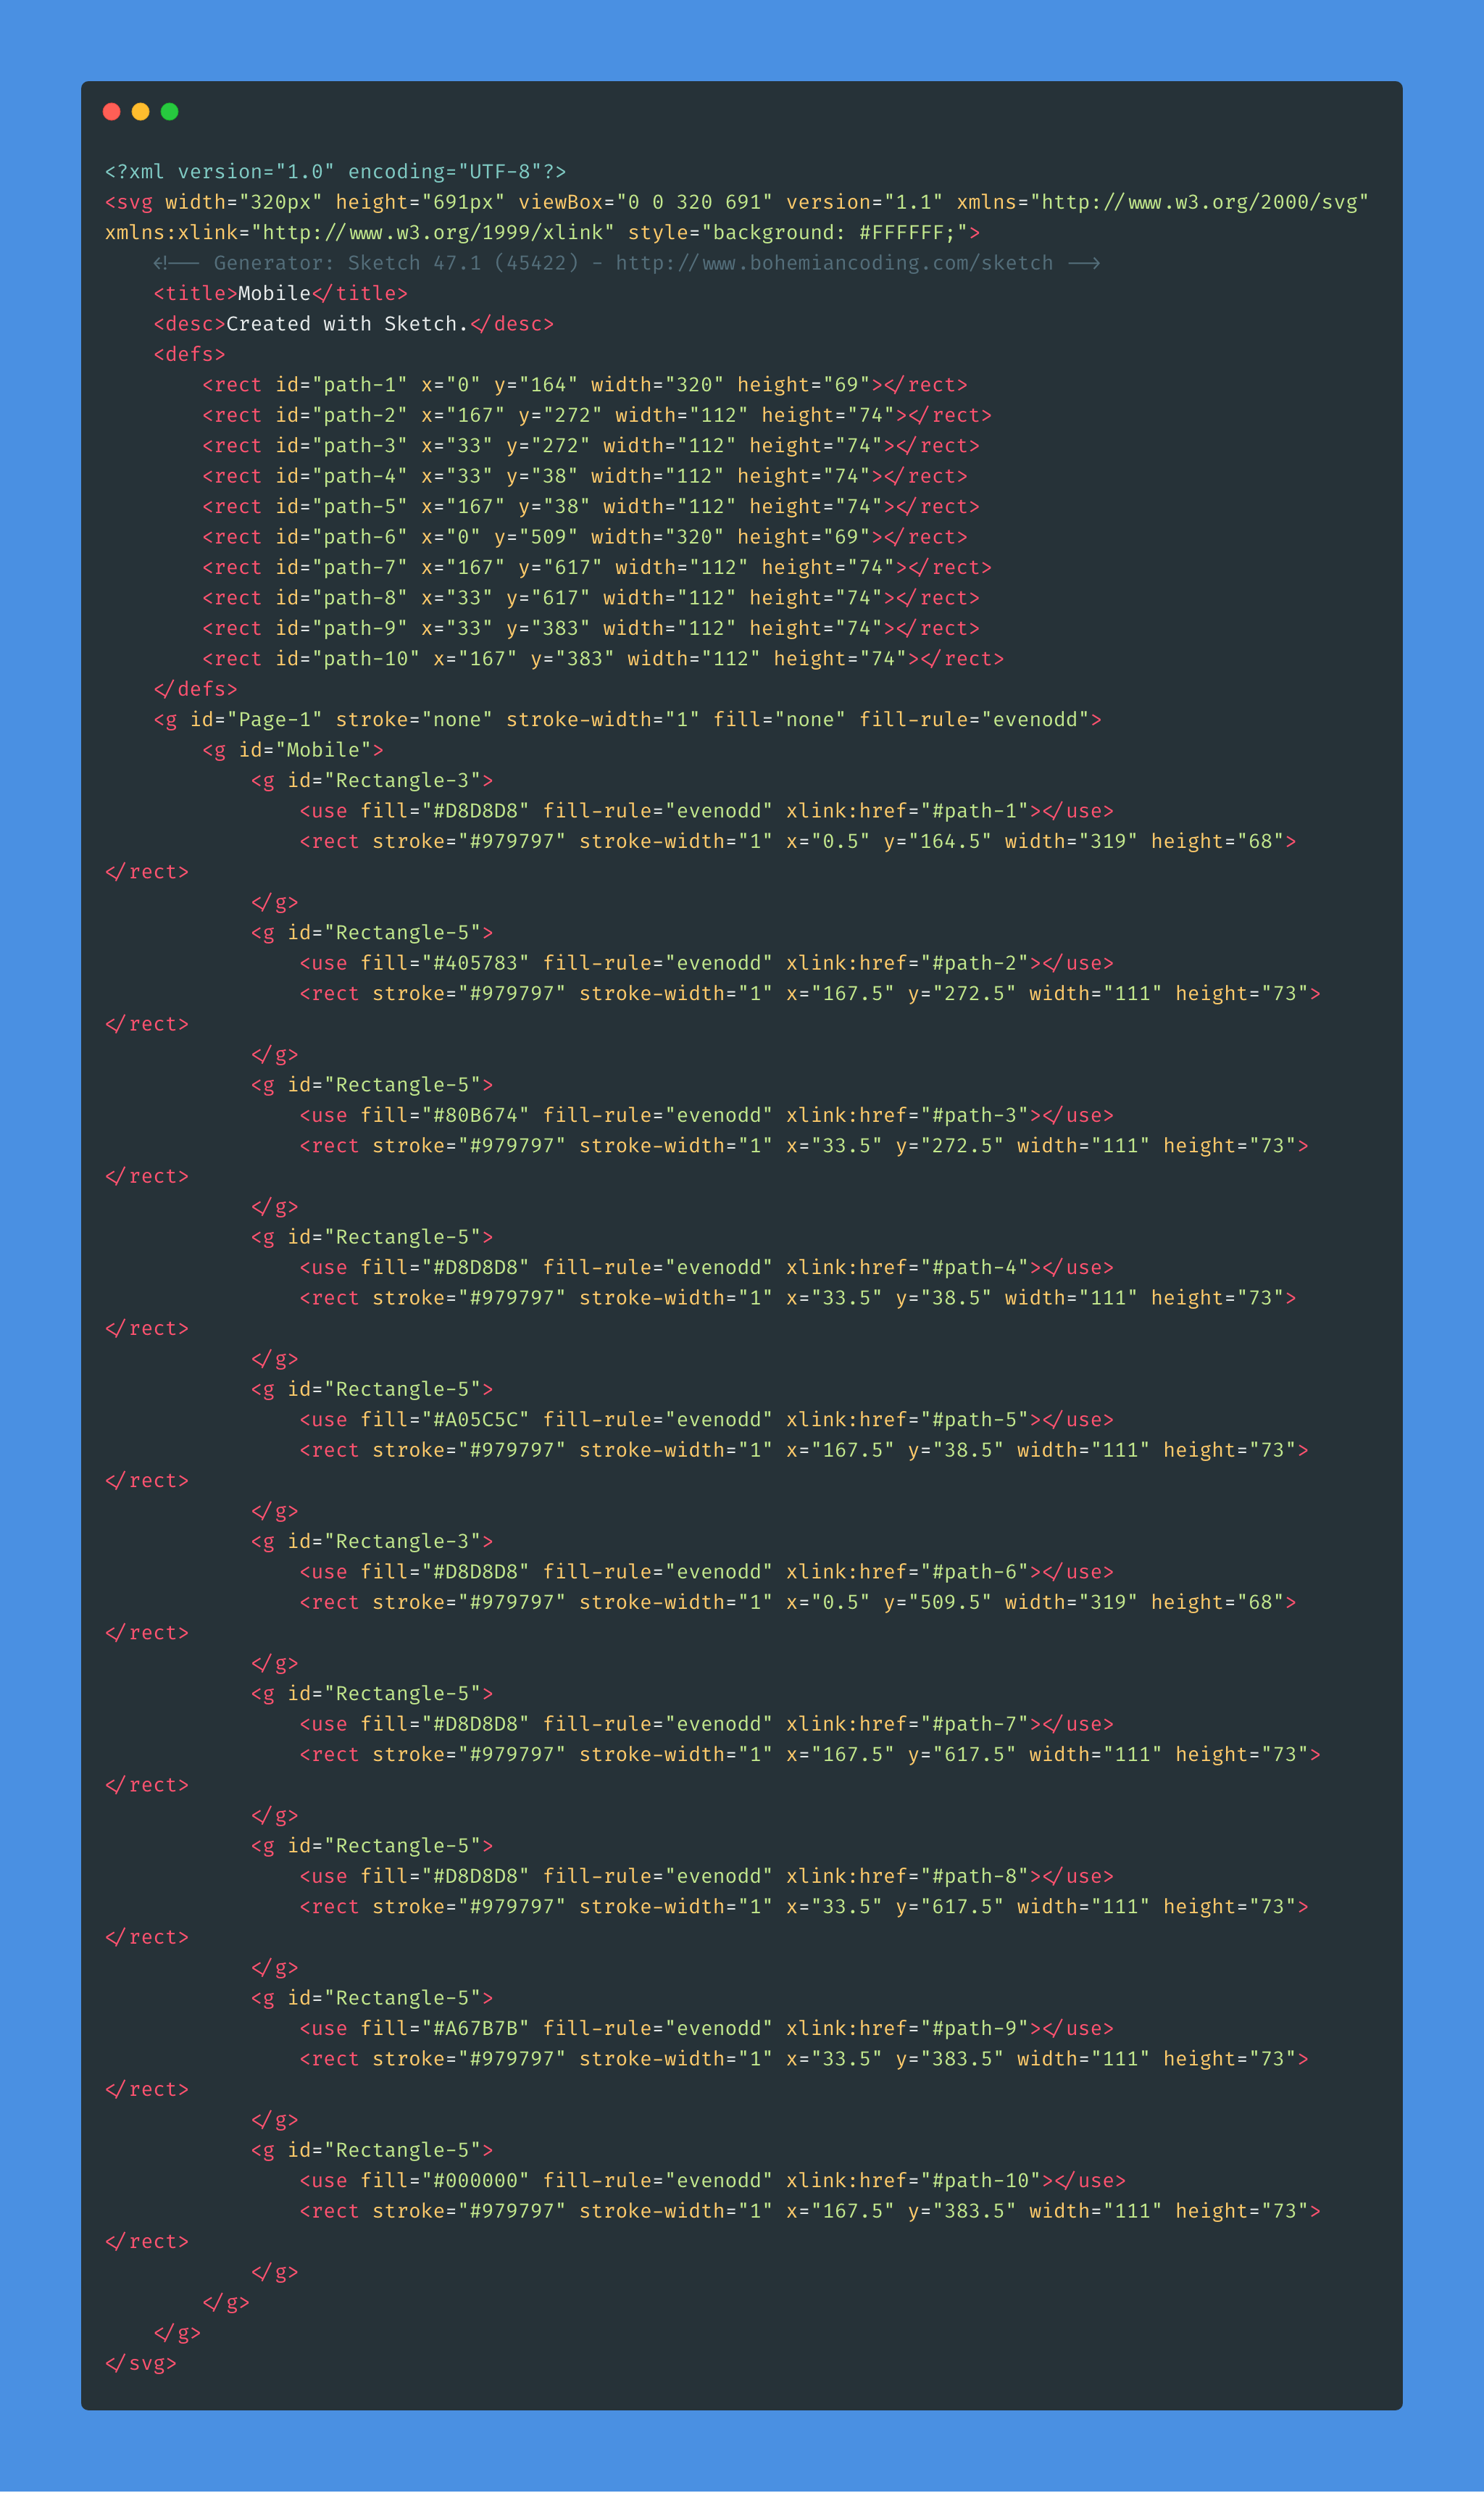 <?xml version="1.0" encoding="UTF-8"?>
<svg width="320px" height="691px" viewBox="0 0 320 691" version="1.1" xmlns="http://www.w3.org/2000/svg"
xmlns:xlink="http://www.w3.org/1999/xlink" style="background: #FFFFFF;">
    <!-- Generator: Sketch 47.1 (45422) - http://www.bohemiancoding.com/sketch -->
    <title>Mobile</title>
    <desc>Created with Sketch.</desc>
    <defs>
        <rect id="path-1" x="0" y="164" width="320" height="69"></rect>
        <rect id="path-2" x="167" y="272" width="112" height="74"></rect>
        <rect id="path-3" x="33" y="272" width="112" height="74"></rect>
        <rect id="path-4" x="33" y="38" width="112" height="74"></rect>
        <rect id="path-5" x="167" y="38" width="112" height="74"></rect>
        <rect id="path-6" x="0" y="509" width="320" height="69"></rect>
        <rect id="path-7" x="167" y="617" width="112" height="74"></rect>
        <rect id="path-8" x="33" y="617" width="112" height="74"></rect>
        <rect id="path-9" x="33" y="383" width="112" height="74"></rect>
        <rect id="path-10" x="167" y="383" width="112" height="74"></rect>
    </defs>
    <g id="Page-1" stroke="none" stroke-width="1" fill="none" fill-rule="evenodd">
        <g id="Mobile">
            <g id="Rectangle-3">
                <use fill="#D8D8D8" fill-rule="evenodd" xlink:href="#path-1"></use>
                <rect stroke="#979797" stroke-width="1" x="0.5" y="164.5" width="319" height="68">
</rect>
            </g>
            <g id="Rectangle-5">
                <use fill="#405783" fill-rule="evenodd" xlink:href="#path-2"></use>
                <rect stroke="#979797" stroke-width="1" x="167.5" y="272.5" width="111" height="73">
</rect>
            </g>
            <g id="Rectangle-5">
                <use fill="#80B674" fill-rule="evenodd" xlink:href="#path-3"></use>
                <rect stroke="#979797" stroke-width="1" x="33.5" y="272.5" width="111" height="73">
</rect>
            </g>
            <g id="Rectangle-5">
                <use fill="#D8D8D8" fill-rule="evenodd" xlink:href="#path-4"></use>
                <rect stroke="#979797" stroke-width="1" x="33.5" y="38.5" width="111" height="73">
</rect>
            </g>
            <g id="Rectangle-5">
                <use fill="#A05C5C" fill-rule="evenodd" xlink:href="#path-5"></use>
                <rect stroke="#979797" stroke-width="1" x="167.5" y="38.5" width="111" height="73">
</rect>
            </g>
            <g id="Rectangle-3">
                <use fill="#D8D8D8" fill-rule="evenodd" xlink:href="#path-6"></use>
                <rect stroke="#979797" stroke-width="1" x="0.5" y="509.5" width="319" height="68">
</rect>
            </g>
            <g id="Rectangle-5">
                <use fill="#D8D8D8" fill-rule="evenodd" xlink:href="#path-7"></use>
                <rect stroke="#979797" stroke-width="1" x="167.5" y="617.5" width="111" height="73">
</rect>
            </g>
            <g id="Rectangle-5">
                <use fill="#D8D8D8" fill-rule="evenodd" xlink:href="#path-8"></use>
                <rect stroke="#979797" stroke-width="1" x="33.5" y="617.5" width="111" height="73">
</rect>
            </g>
            <g id="Rectangle-5">
                <use fill="#A67B7B" fill-rule="evenodd" xlink:href="#path-9"></use>
                <rect stroke="#979797" stroke-width="1" x="33.5" y="383.5" width="111" height="73">
</rect>
            </g>
            <g id="Rectangle-5">
                <use fill="#000000" fill-rule="evenodd" xlink:href="#path-10"></use>
                <rect stroke="#979797" stroke-width="1" x="167.5" y="383.5" width="111" height="73">
</rect>
            </g>
        </g>
    </g>
</svg>